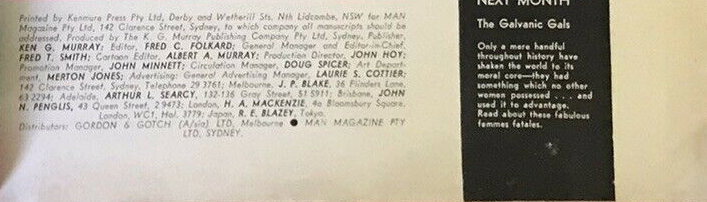 Printed by Kenmure Press Pty Ltd, Derby and Wetherill Sts. Nth Lidcombe, NSW for MAN
Magazine Pty Ltd, 142 Clarence Street, Sydney, to which company all manuscripts should be
addressed. Produced by The K. G. Murray Publishing Company Pty Ltd, Sydney. Publisher,
KEN G. MURRAY; Editor, FRED C. FOLKARD; General Manager and Editor-in-Chief,
FRED T. SMITH; Cartoon Editor, ALBERT A. MURRAY; Production Director, JOHN HOY;
Promotion Manager, JOHN MINNETT; Circulation Manager, DOUG SPICER; Art Depart-
ment, MERTON JONES; Advertising: General Advertising Manager, LAURIE S. COTTIER;
142 Clarence Street, Sydney, Telephone 29 3761; Melbourne, J. P. BLAKE, 36 Flinders Lane,
63 2294; Adelaide, ARTHUR L. SEARCY, 132-136 Gray Street, 51 5911; Brisbane, JOHN
N. PENGLIS, 43 Queen Street, 2 9473; London, H. A. MACKENZIE, 4a Bloomsbury Square,
London, WC1, Hol. 3779; Japan, R. E. BLAZEY, Tokyo.
Distributors: GORDON & GOTCH (A/sia) LTD, Melbourne ● MAN MAGAZINE PTY
LTD, SYDNEY.
NEXT MONTH
The Galvanic Gals
Only a mere handful
throughout history have
shaken the world to its
moral core—they had
something which no other
women possessed . . . and
used it to advantage.
Read about these fabulous
femmes fatales.